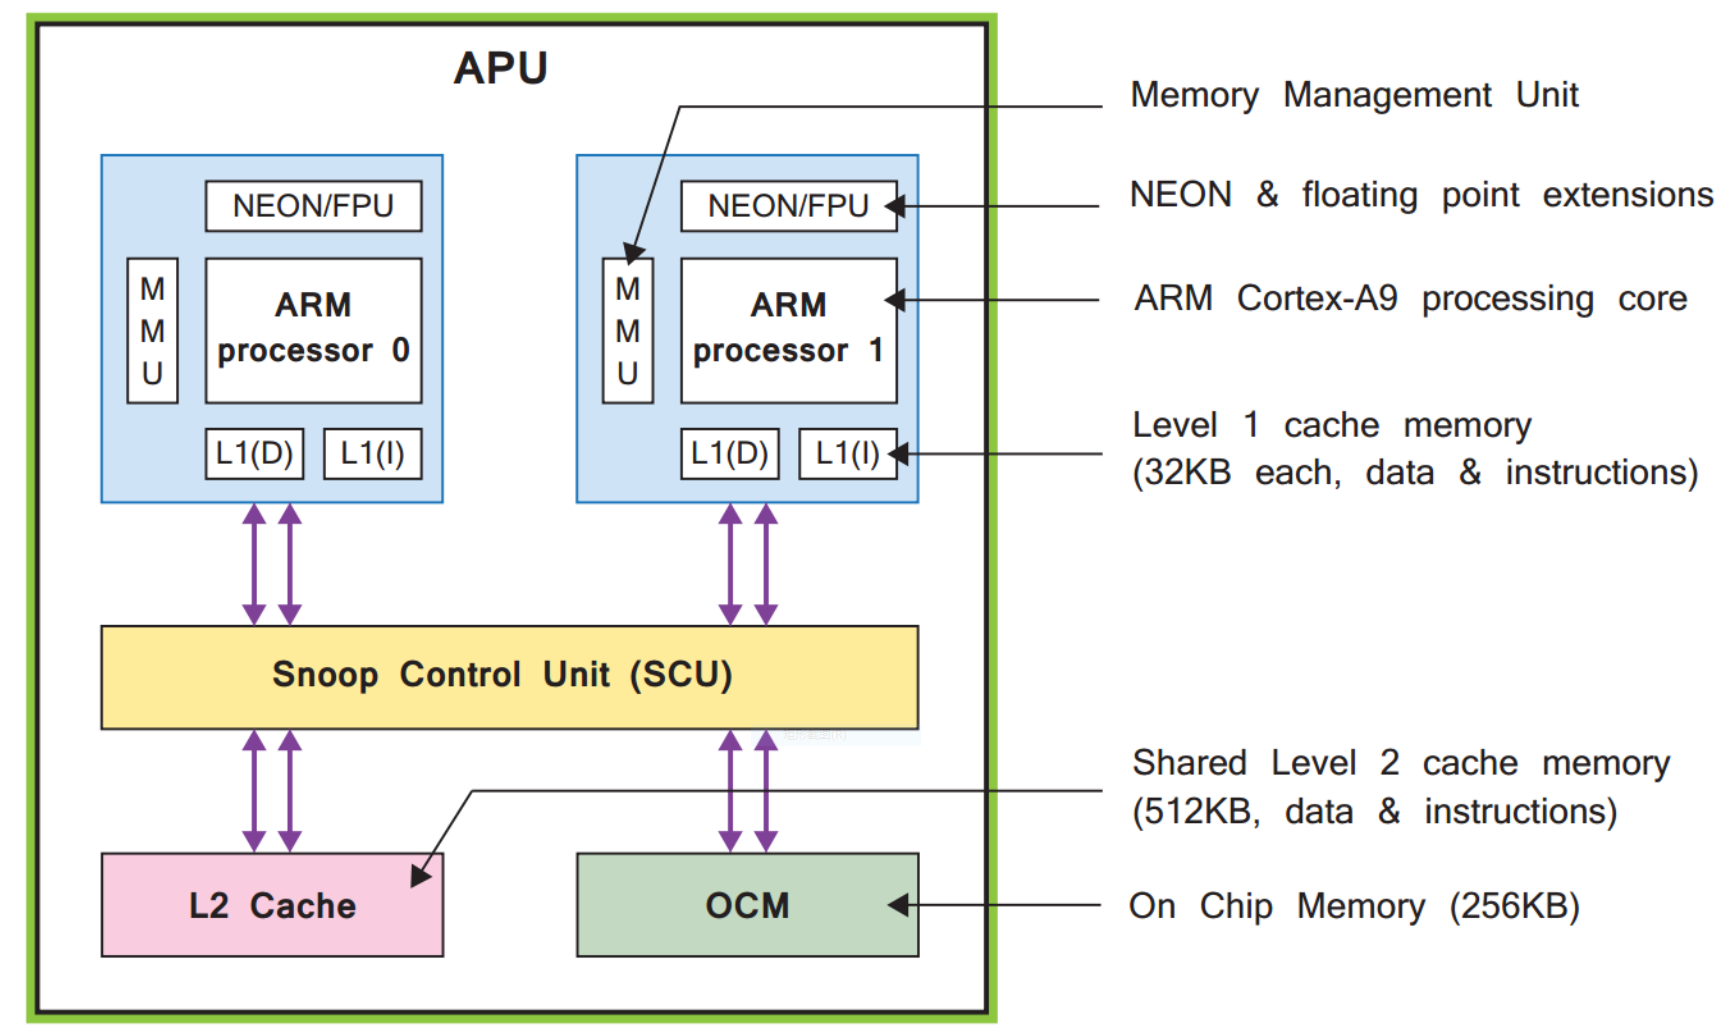 APU
Memory Management Unit
NEON/FPU
NEON/FPU
NEON & floating point extensions
M
M
U
ARM
processor 0
M
M
U
ARM
processor 1
ARM Cortex-A9 processing core
L1(D)
L1(I)
L1(D)
L1(I)
Level 1 cache memory
(32KB each, data & instructions)
Snoop Control Unit (SCU)
Shared Level 2 cache memory
(512KB, data & instructions)
L2 Cache
OCM
On Chip Memory (256KB)